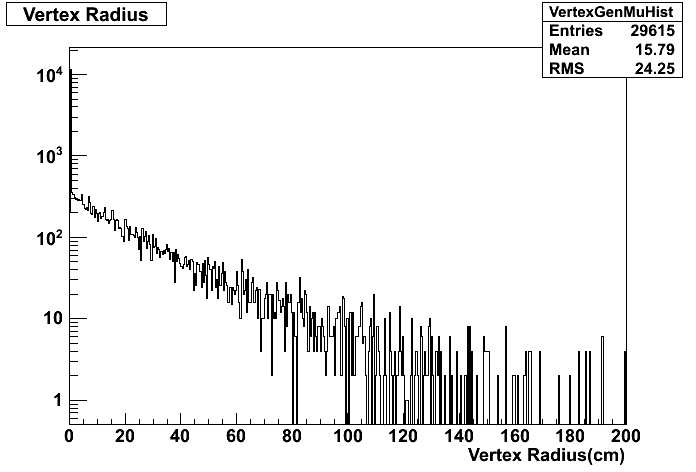 Vertex Radius
VertexGenMuHist
Entries 29615
Mean 15.79
RMS 24.25
10⁴
10³
10²
10
1
0 20 40 60 80 100 120 140 160 180 200
Vertex Radius(cm)